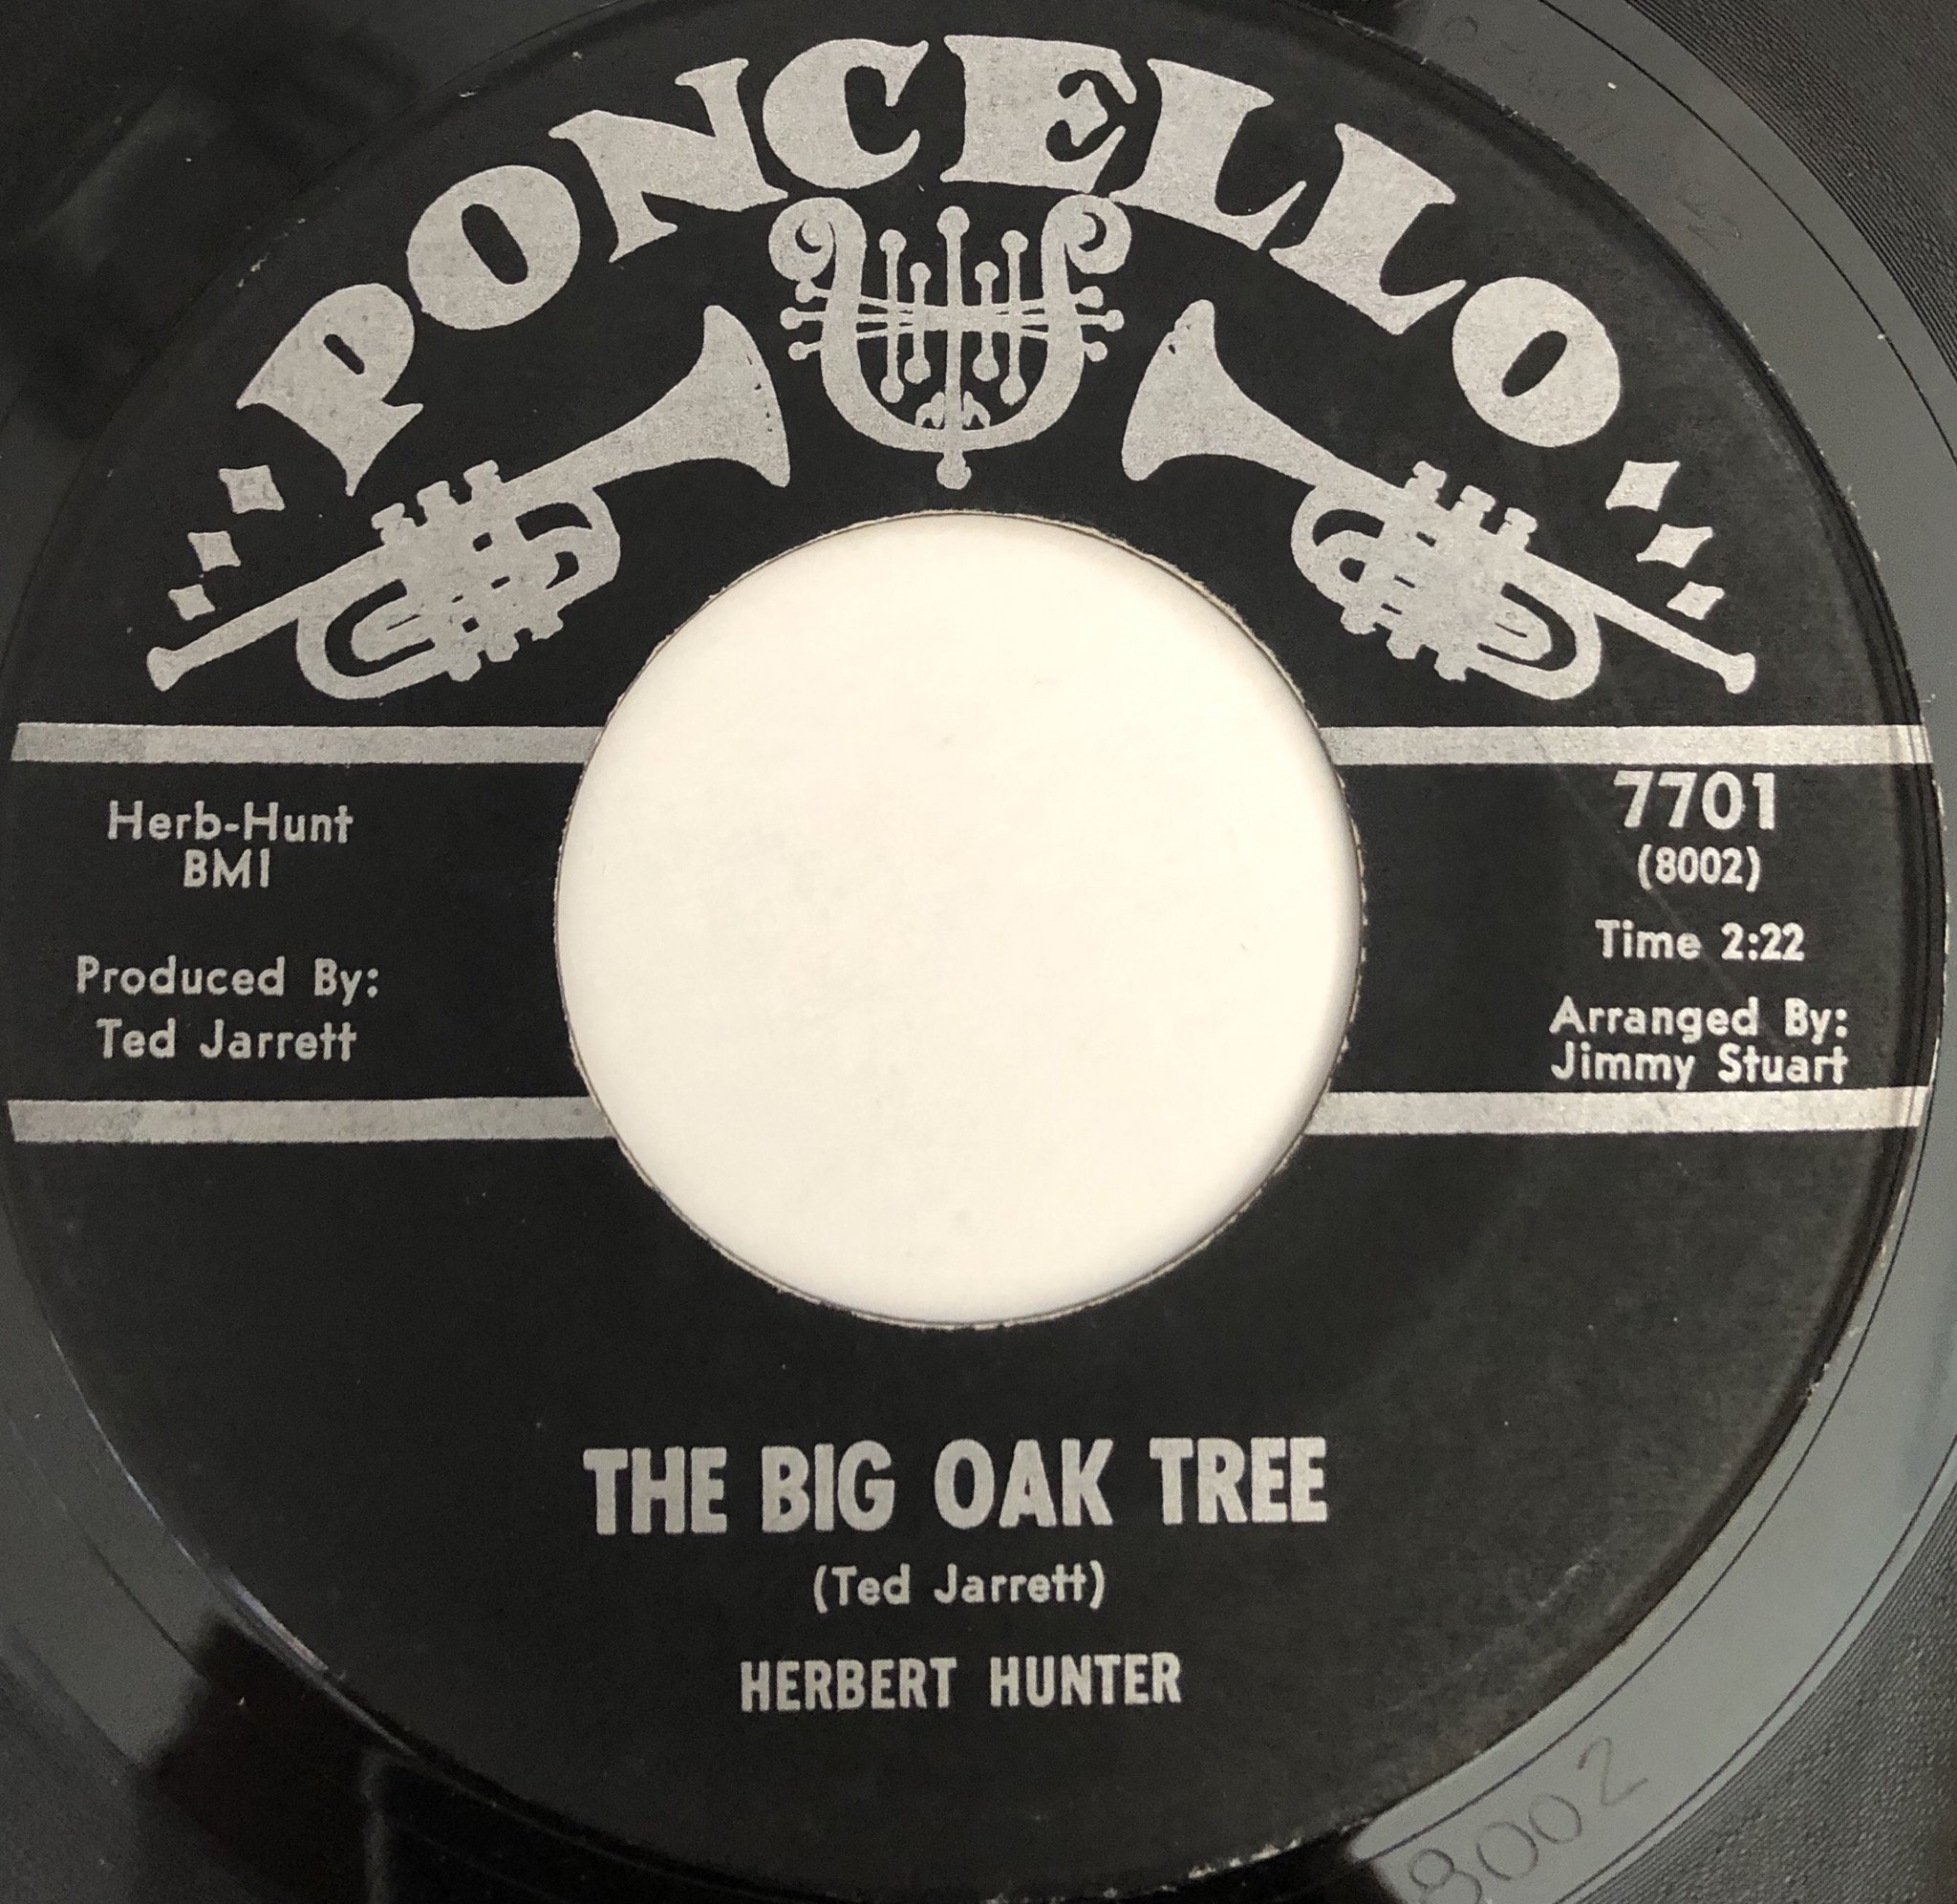 PONCELLO
Herb-Hunt
BMI
Produced By:
Ted Jarrett
7701
(8002)
Time 2:22
Arranged By:
Jimmy Stuart
THE BIG OAK TREE
(Ted Jarrett)
HERBERT HUNTER
8002